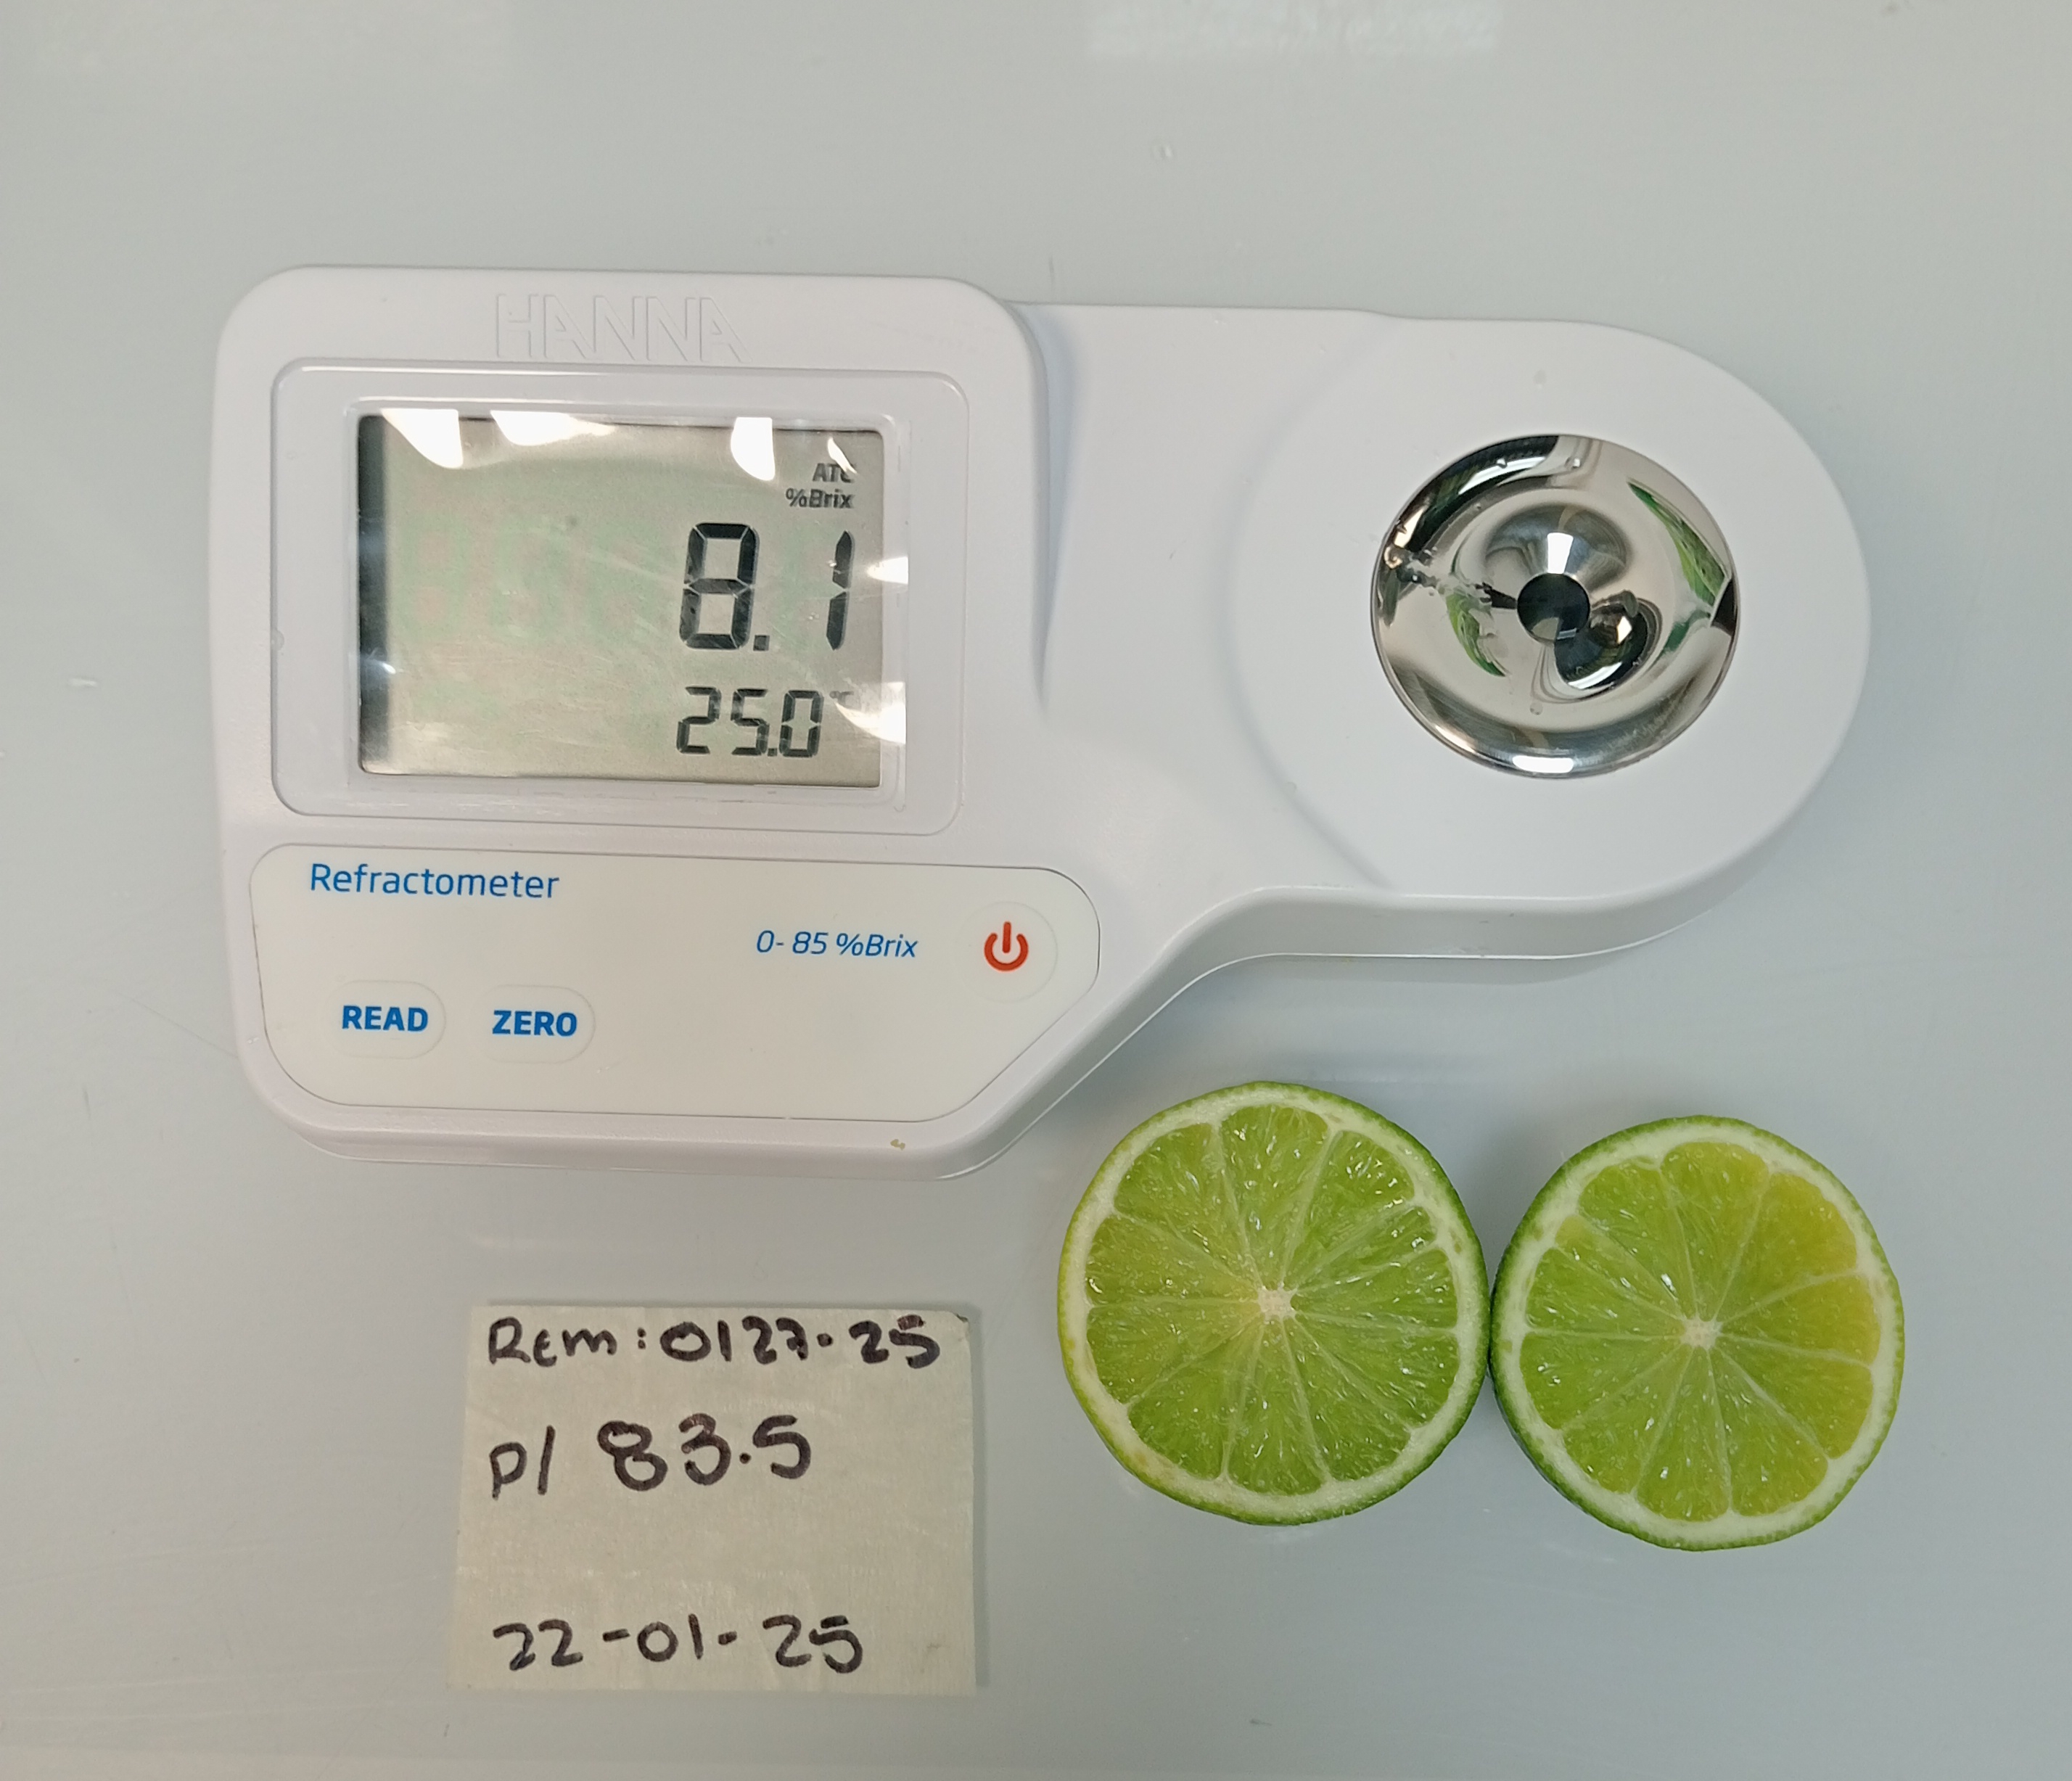 HANNA
ATC
%Brix
8.1
25.0°C
Refractometer
0-85 %Brix
READ ZERO
Rem: 0127-25
p/ 83.5
22-01-25